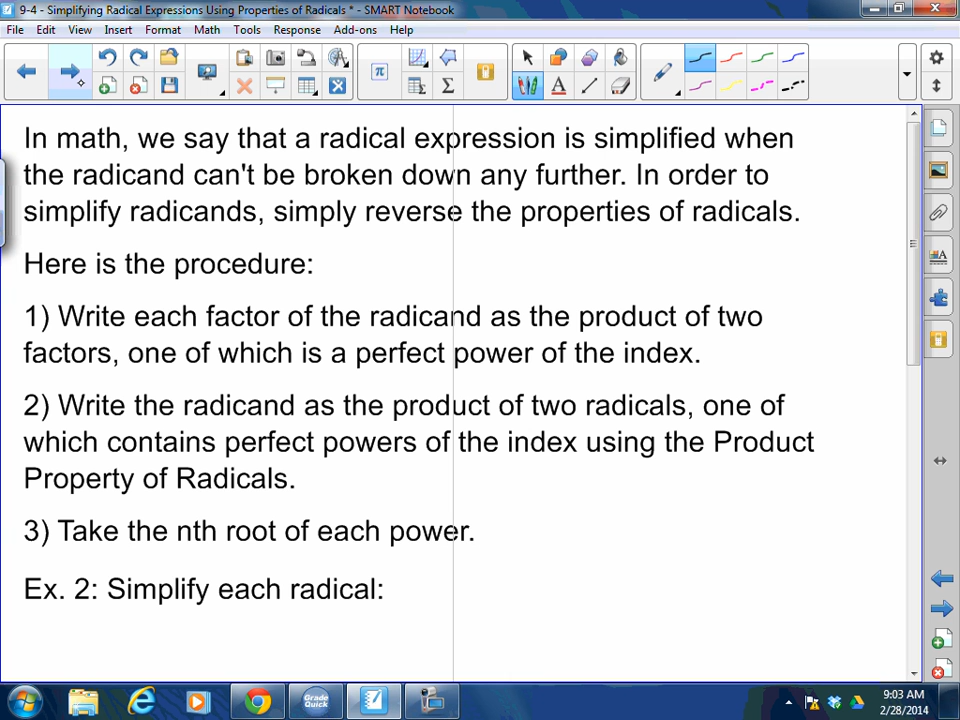 9-4 - Simplifying Radical Expressions Using Properties of Radicals * - SMART Notebook
File Edit View Insert Format Math Tools Response Add-ons Help
In math, we say that a radical expression is simplified when
the radicand can't be broken down any further. In order to
simplify radicands, simply reverse the properties of radicals.
Here is the procedure:
1) Write each factor of the radicand as the product of two
factors, one of which is a perfect power of the index.
2) Write the radicand as the product of two radicals, one of
which contains perfect powers of the index using the Product
Property of Radicals.
3) Take the nth root of each power.
Ex. 2: Simplify each radical:
Grade
Quick
9:03 AM
2/28/2014